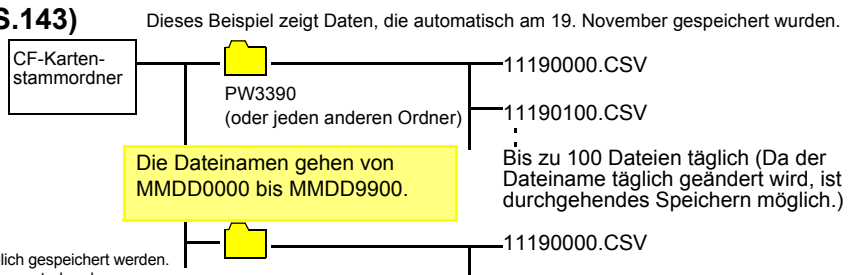 S.143)
Dieses Beispiel zeigt Daten, die automatisch am 19. November gespeichert wurden.
CF-Karten-
stammordner
11190000.CSV
PW3390
(oder jeden anderen Ordner)
11190100.CSV
Die Dateinamen gehen von
MMDD0000 bis MMDD9900.
Bis zu 100 Dateien täglich (Da der
Dateiname täglich geändert wird, ist
durchgehendes Speichern möglich.)
11190000.CSV
glich gespeichert werden.